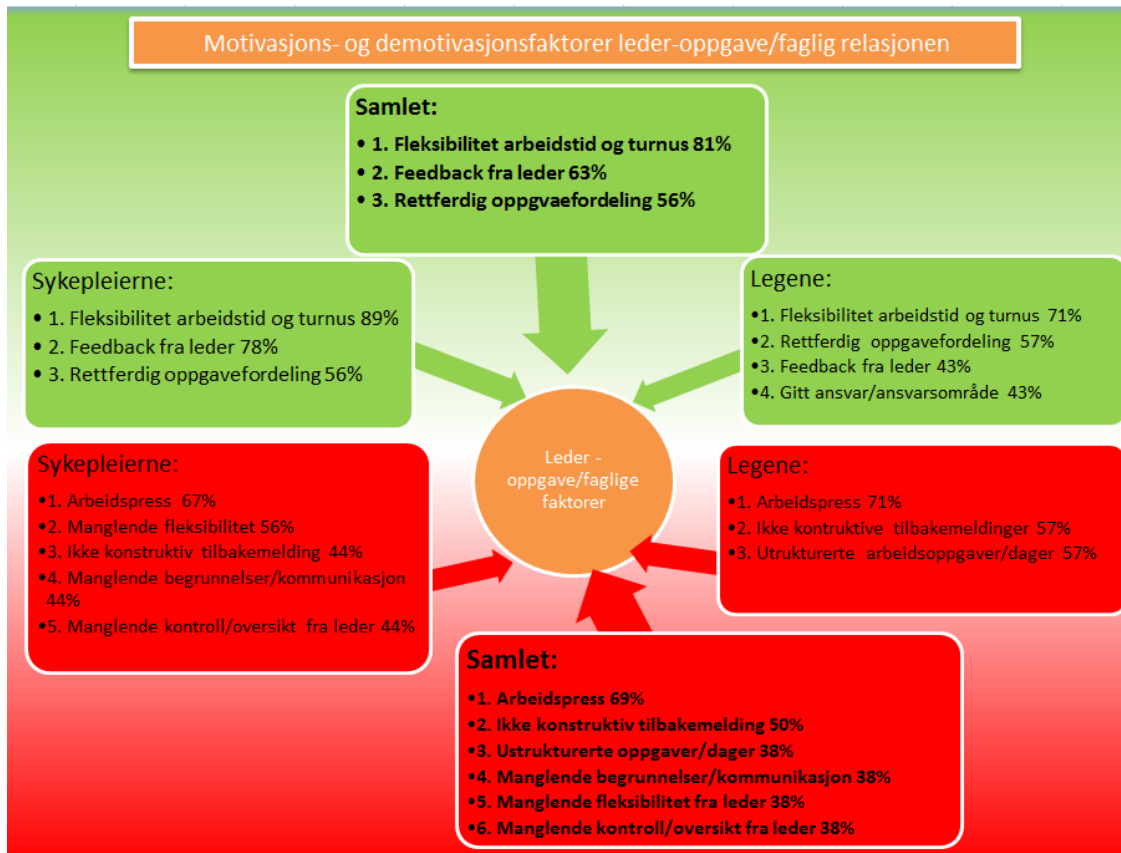 Motivasjons- og demotivasjonsfaktorer leder-oppgave/faglig relasjonen
Samlet:
• 1. Fleksibilitet arbeidstid og turnus 81%
• 2. Feedback fra leder 63%
• 3. Rettferdig oppgvaefordeling 56%
Sykepleierne:
• 1. Fleksibilitet arbeidstid og turnus 89%
• 2. Feedback fra leder 78%
• 3. Rettferdig oppgavefordeling 56%
Legene:
•1. Fleksibilitet arbeidstid og turnus 71%
•2. Rettferdig oppgavefordeling 57%
•3. Feedback fra leder 43%
•4. Gitt ansvar/ansvarsområde 43%
Leder -
oppgave/faglige
faktorer
Sykepleierne:
•1. Arbeidspress 67%
•2. Manglende fleksibilitet 56%
•3. Ikke konstruktiv tilbakemelding 44%
•4. Manglende begrunnelser/kommunikasjon
44%
•5. Manglende kontroll/oversikt fra leder 44%
Legene:
•1. Arbeidspress 71%
•2. Ikke kontruktive tilbakemeldinger 57%
•3. Utrukturerte arbeidsoppgaver/dager 57%
Samlet:
•1. Arbeidspress 69%
•2. Ikke konstruktiv tilbakemelding 50%
•3. Ustrukturerte oppgaver/dager 38%
•4. Manglende begrunnelser/kommunikasjon 38%
•5. Manglende fleksibilitet fra leder 38%
•6. Manglende kontroll/oversikt fra leder 38%